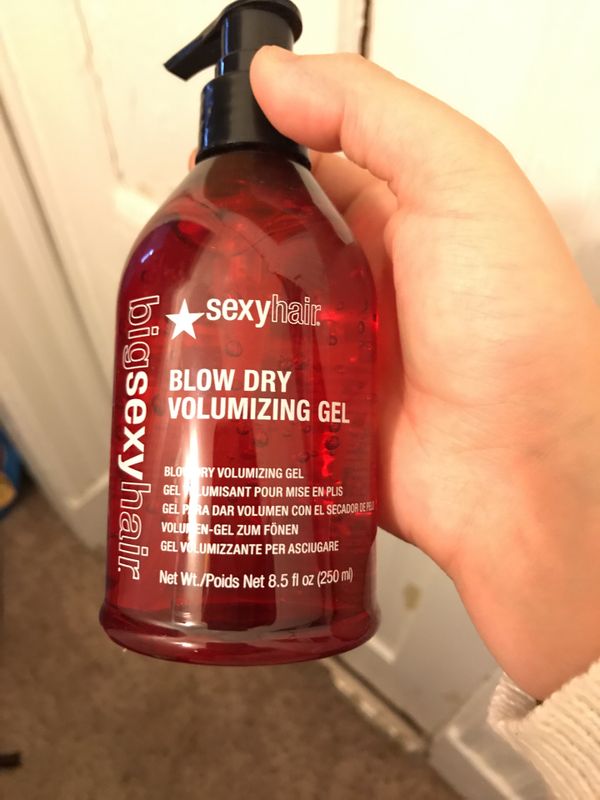 bigsexyhair
sexyhair.
BLOW DRY
VOLUMIZING GEL
BLOW DRY VOLUMIZING GEL
GEL VOLUMISANT POUR MISE EN PLIS
GEL PARA DAR VOLUMEN CON EL SECADOR DE PELO
VOLUMEN-GEL ZUM FÖNEN
GEL VOLUMIZZANTE PER ASCIUGARE
Net Wt./Poids Net 8.5 fl oz (250 ml)